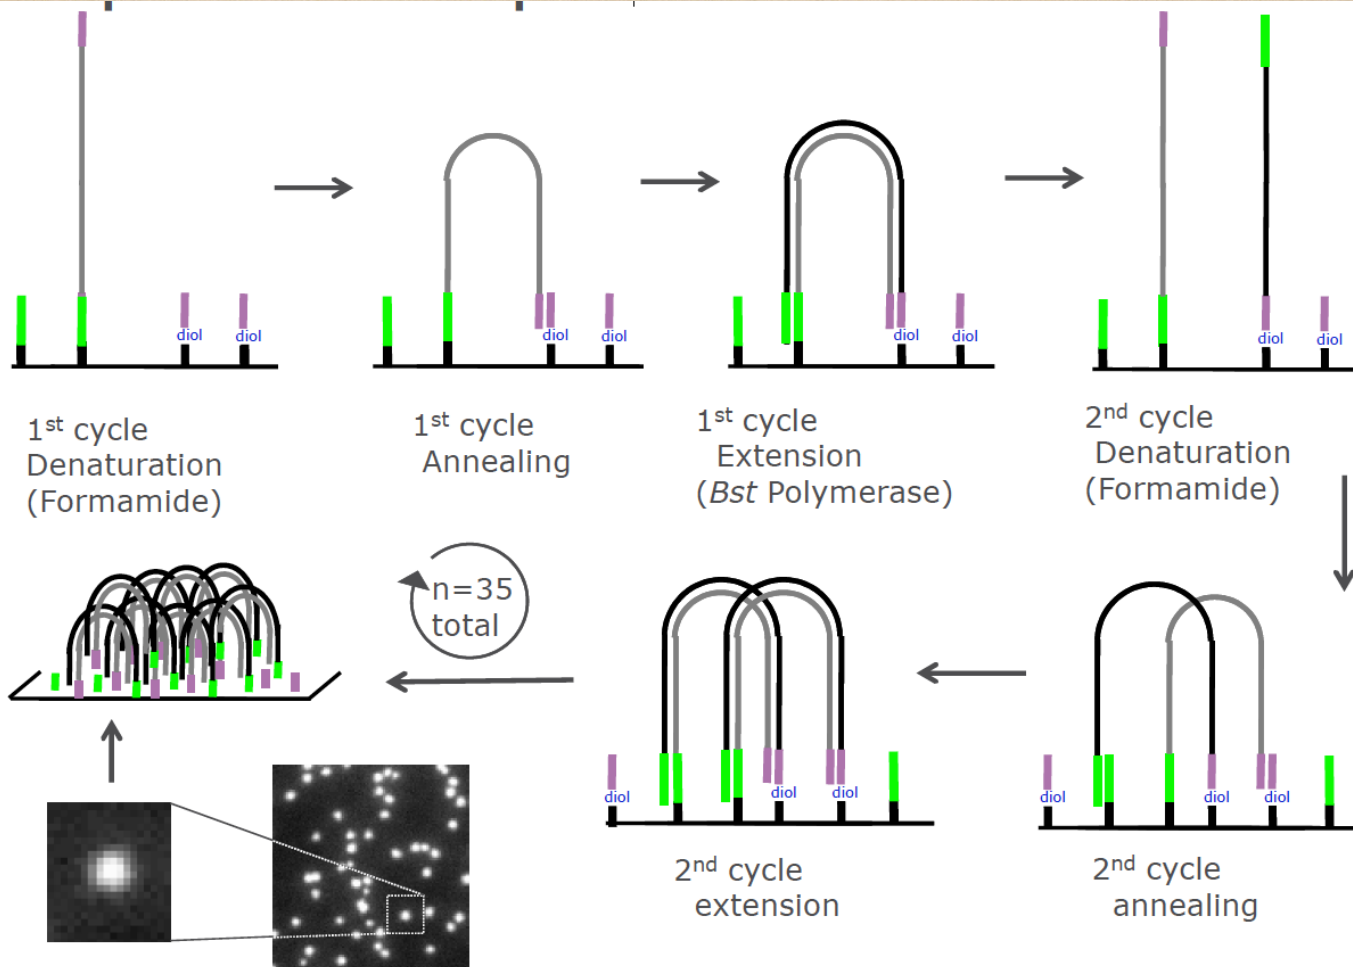 diol
diol
diol
diol
diol
diol
diol
diol
1st cycle
Denaturation
(Formamide)
1st cycle
Annealing
1st cycle
Extension
(Bst Polymerase)
2nd cycle
Denaturation
(Formamide)
n=35
total
diol
diol
diol
diol
diol
diol
2nd cycle
extension
2nd cycle
annealing